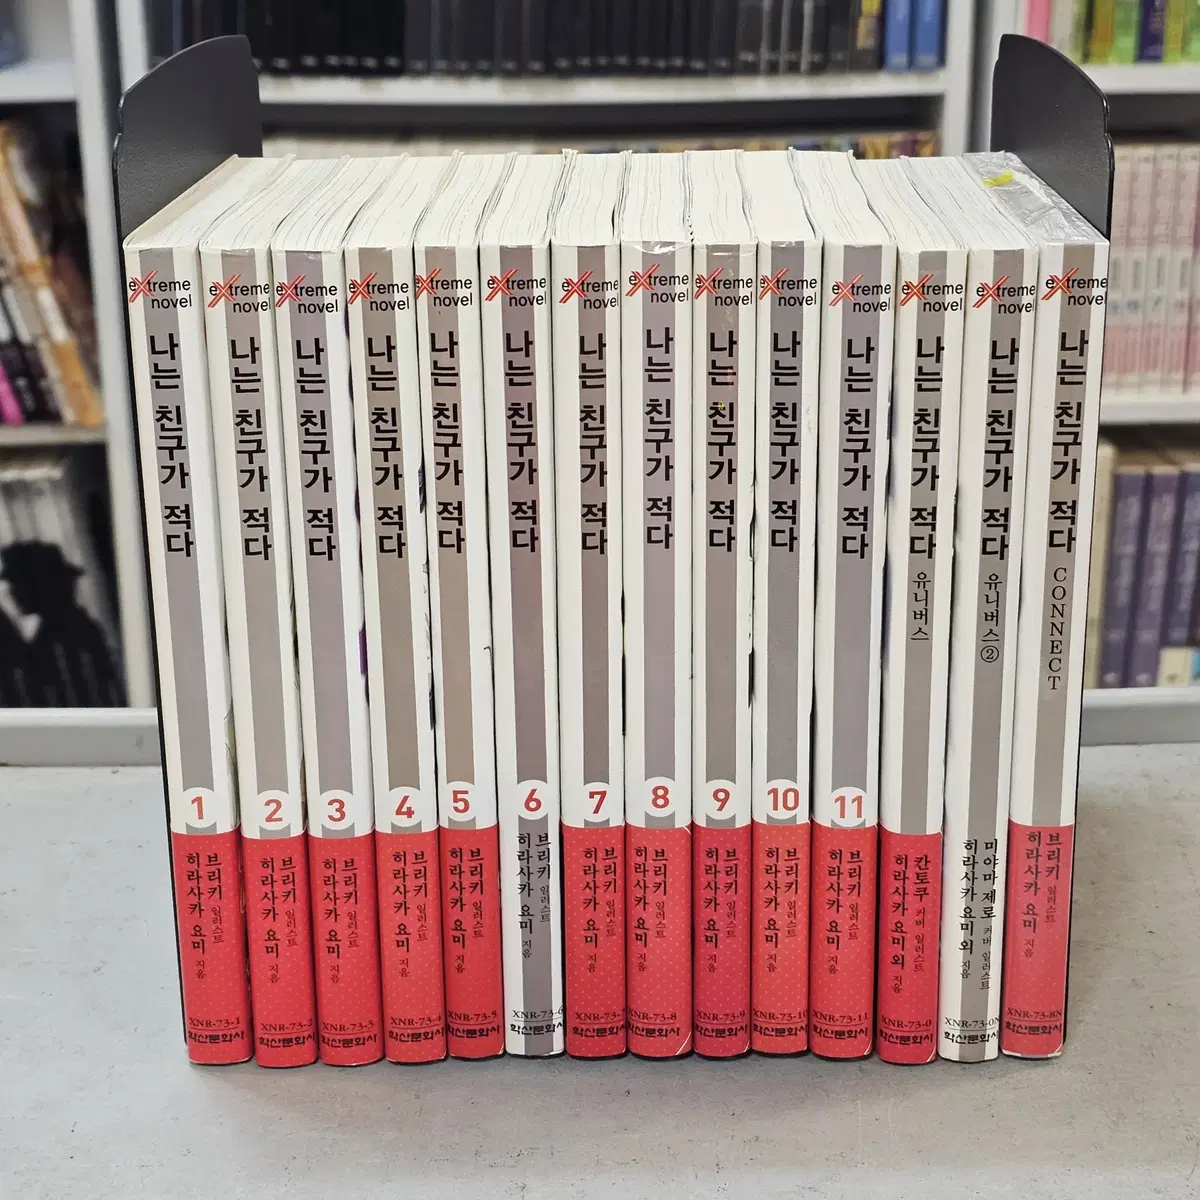 eXtreme novel
나는 친구가 적다
1
브리키 일러스트
히라사카 요미 지음
XNR-73-1
학산문화사
eXtreme novel
나는 친구가 적다
2
브리키 일러스트
히라사카 요미 지음
XNR-73-2
학산문화사
eXtreme novel
나는 친구가 적다
3
브리키 일러스트
히라사카 요미 지음
XNR-73-3
학산문화사
eXtreme novel
나는 친구가 적다
4
브리키 일러스트
히라사카 요미 지음
XNR-73-4
학산문화사
eXtreme novel
나는 친구가 적다
5
브리키 일러스트
히라사카 요미 지음
XNR-73-5
학산문화사
eXtreme novel
나는 친구가 적다
6
브리키 일러스트
히라사카 요미 지음
XNR-73-6
학산문화사
eXtreme novel
나는 친구가 적다
7
브리키 일러스트
히라사카 요미 지음
XNR-73-7
학산문화사
eXtreme novel
나는 친구가 적다
8
브리키 일러스트
히라사카 요미 지음
XNR-73-8
학산문화사
eXtreme novel
나는 친구가 적다
9
브리키 일러스트
히라사카 요미 지음
XNR-73-9
학산문화사
eXtreme novel
나는 친구가 적다
10
브리키 일러스트
히라사카 요미 지음
XNR-73-10
학산문화사
eXtreme novel
나는 친구가 적다
11
브리키 일러스트
히라사카 요미 지음
XNR-73-11
학산문화사
eXtreme novel
나는 친구가 적다 유니버스
칸토쿠 커버 일러스트
히라사카 요미 외 지음
XNR-73-0
학산문화사
eXtreme novel
나는 친구가 적다 유니버스 ②
미야마 제로 커버 일러스트
히라사카 요미 외 지음
XNR-73-0N
학산문화사
eXtreme novel
나는 친구가 적다 CONNECT
브리키 일러스트
히라사카 요미 지음
XNR-73-8N
학산문화사